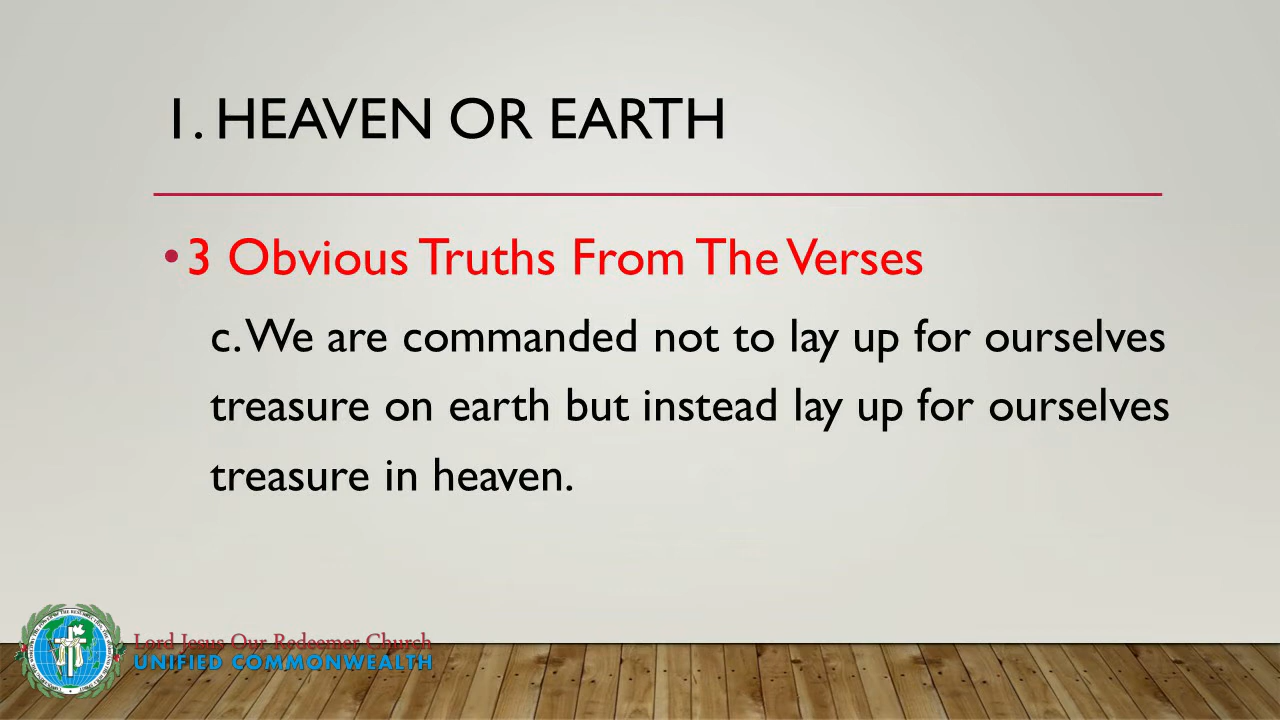 1. HEAVEN OR EARTH
• 3 Obvious Truths From The Verses
c. We are commanded not to lay up for ourselves
treasure on earth but instead lay up for ourselves
treasure in heaven.
Lord Jesus Our Redeemer Church
UNIFIED COMMONWEALTH